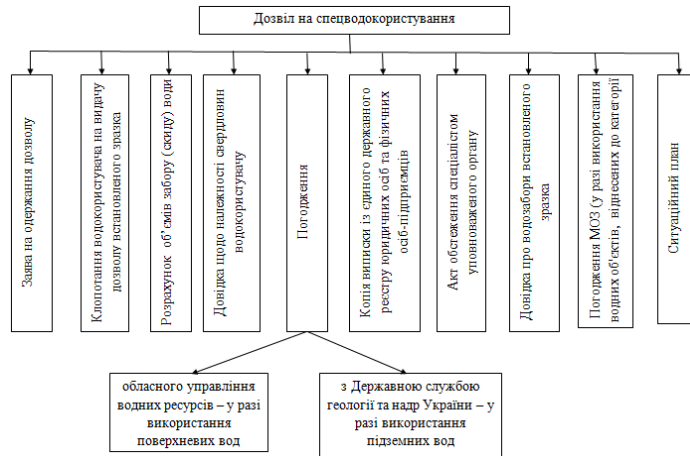 Дозвіл на спецводокористування
Заява на одержання дозволу
Клопотання водокористувача на видачу
дозволу встановленого зразка
Розрахунок об'ємів забору (скиду) води
Довідка щодо належності свердловин
водокористувачу
Погодження
Копія виписки із єдиного державного
реєстру юридичних осіб та фізичних
осіб-підприємців
Акт обстеження спеціалістом
уповноваженого органу
Довідка про водозабори встановленого
зразка
Погодження МОЗ (у разі використання
водних об'єктів, віднесених до категорії
Ситуаційний план
обласного управління
водних ресурсів – у разі
використання
поверхневих вод
з Державною службою
геології та надр України – у
разі використання
підземних вод